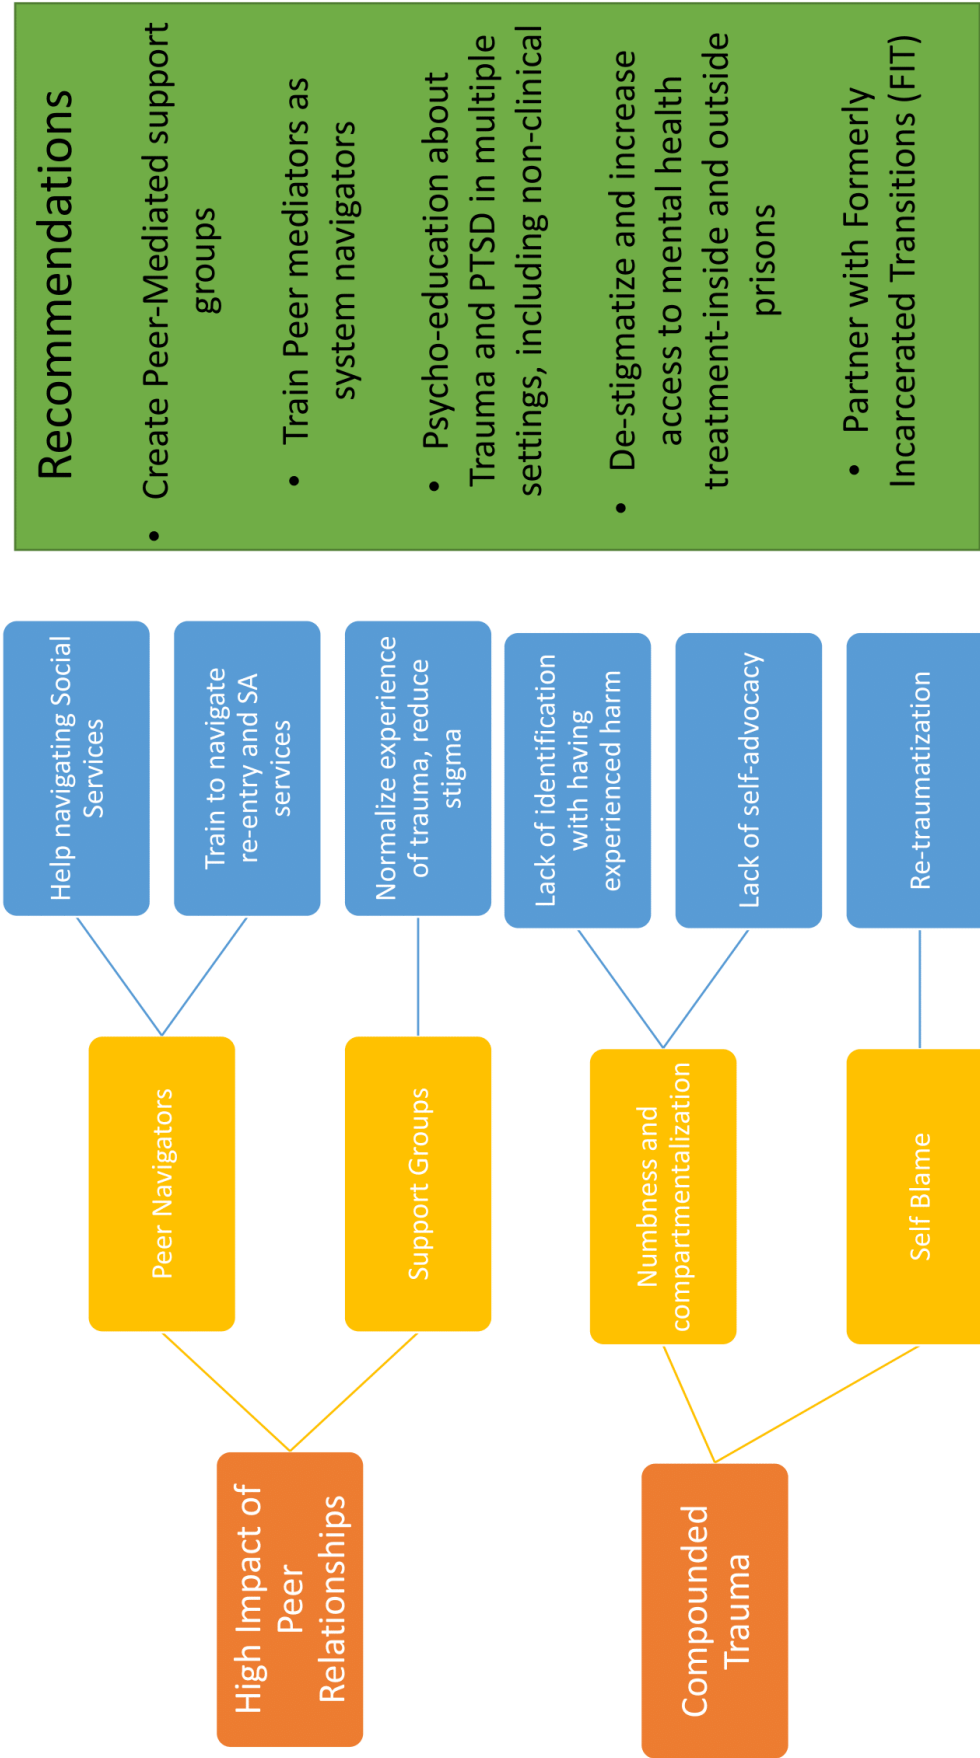 High Impact of
Peer
Relationships
Peer Navigators
Help navigating Social
Services
Train to navigate
re-entry and SA
services
Support Groups
Normalize experience
of trauma, reduce
stigma
Compounded
Trauma
Numbness and
compartmentalization
Lack of identification
with having
experienced harm
Lack of self-advocacy
Self Blame
Re-traumatization
Recommendations
• Create Peer-Mediated support
groups
• Train Peer mediators as
system navigators
• Psycho-education about
Trauma and PTSD in multiple
settings, including non-clinical
• De-stigmatize and increase
access to mental health
treatment-inside and outside
prisons
• Partner with Formerly
Incarcerated Transitions (FIT)